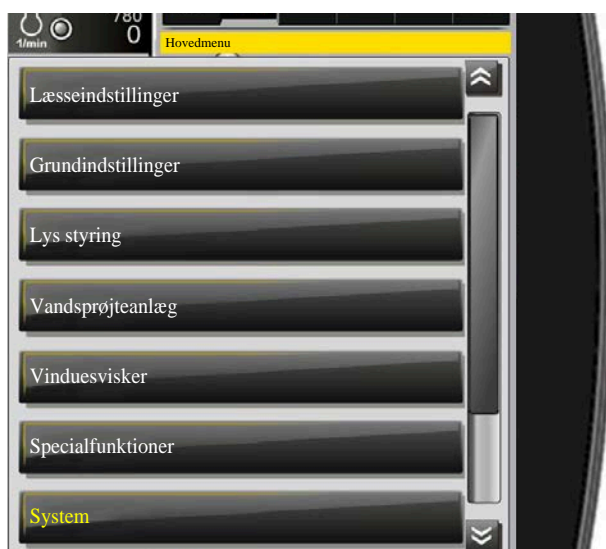 780
1/min
0
Hovedmenu
Læsseindstillinger
Grundindstillinger
Lys styring
Vandsprøjteanlæg
Vinduesvisker
Specialfunktioner
System